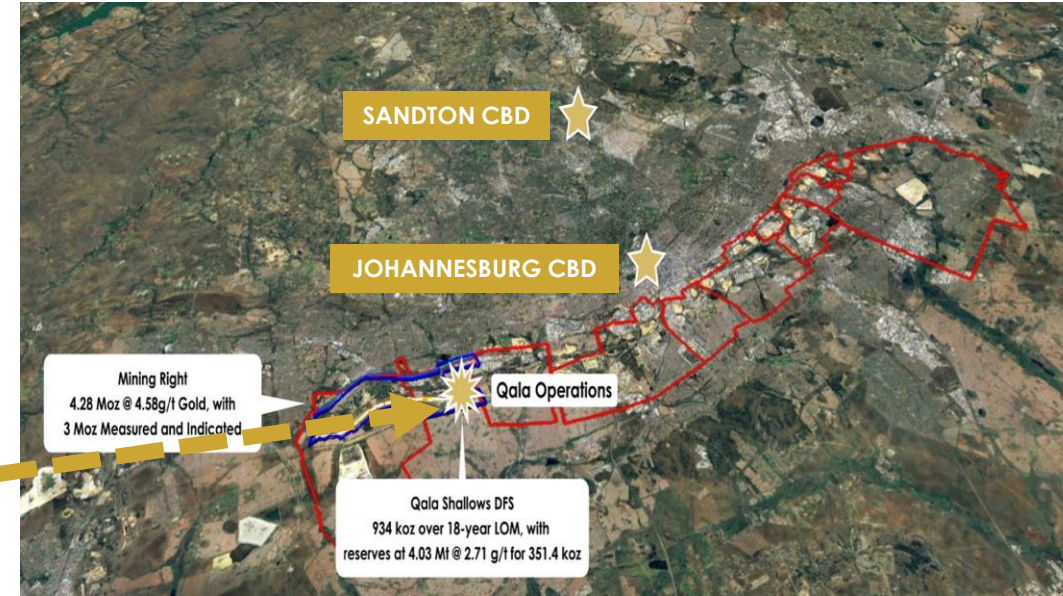 SANDTON CBD
JOHANNESBURG CBD
Mining Right
4.28 Moz @ 4.58g/t Gold, with
3 Moz Measured and Indicated
Qala Operations
Qala Shallows DFS
934 koz over 18-year LOM, with
reserves at 4.03 Mt @ 2.71 g/t for 351.4 koz